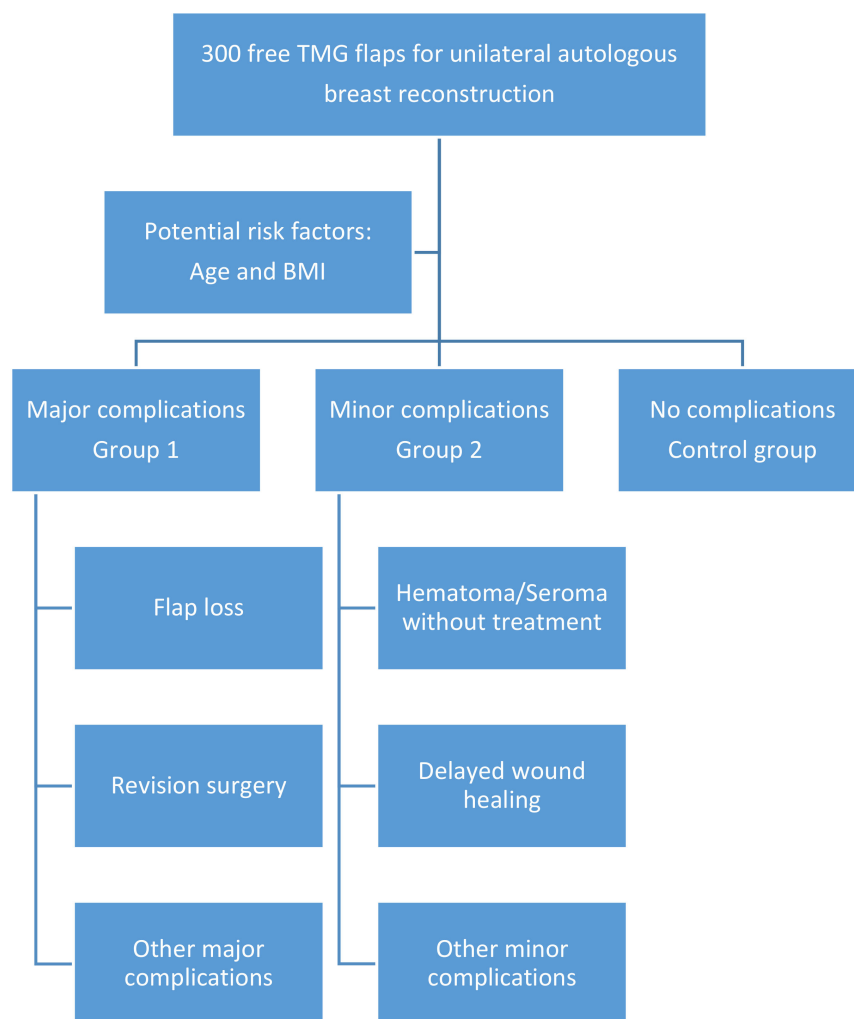 300 free TMG flaps for unilateral autologous
breast reconstruction
Potential risk factors:
Age and BMI
Major complications
Group 1
Minor complications
Group 2
No complications
Control group
Flap loss
Hematoma/Seroma
without treatment
Revision surgery
Delayed wound
healing
Other major
complications
Other minor
complications